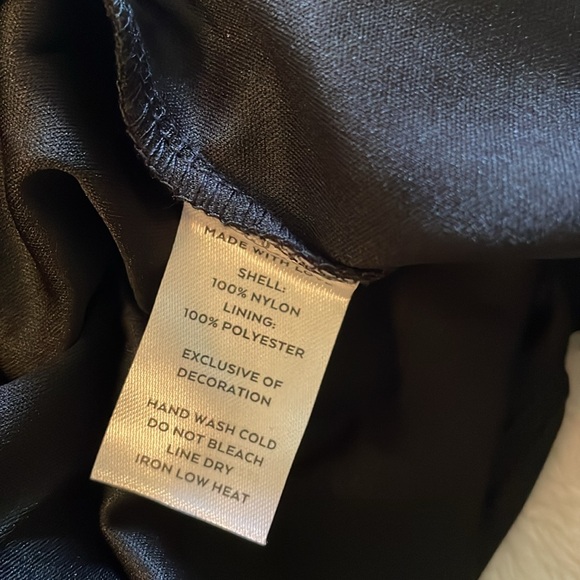 MADE WITH
SHELL:
100% NYLON
LINING:
100% POLYESTER
EXCLUSIVE OF
DECORATION
HAND WASH COLD
DO NOT BLEACH
LINE DRY
IRON LOW HEAT